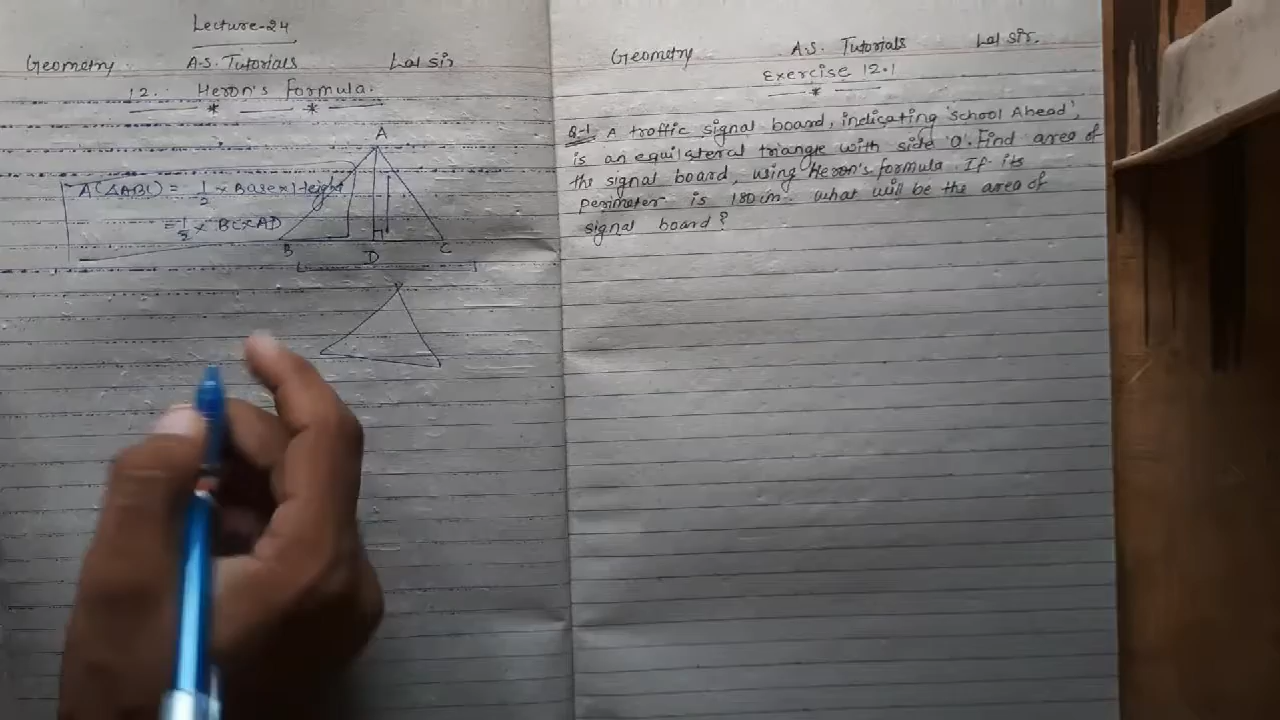 Lecture-24
Geometry A.S. Tutorials Lal sir
12. Heron's Formula.
A
A(△ABC) = 1/2 × Base × Height
= 1/2 × BC × AD
B D C
Geometry A.S. Tutorials Lal sir.
Exercise 12.1
Q-1 A traffic signal board, indicating 'School Ahead',
is an equilateral triangle with side 'a'. Find area of
the signal board, using Heron's formula. If its
perimeter is 180 cm. what will be the area of
signal board?